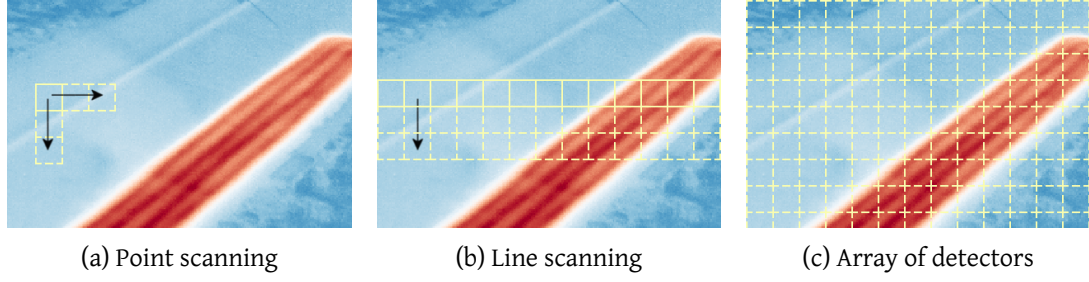 (a) Point scanning
(b) Line scanning
(c) Array of detectors